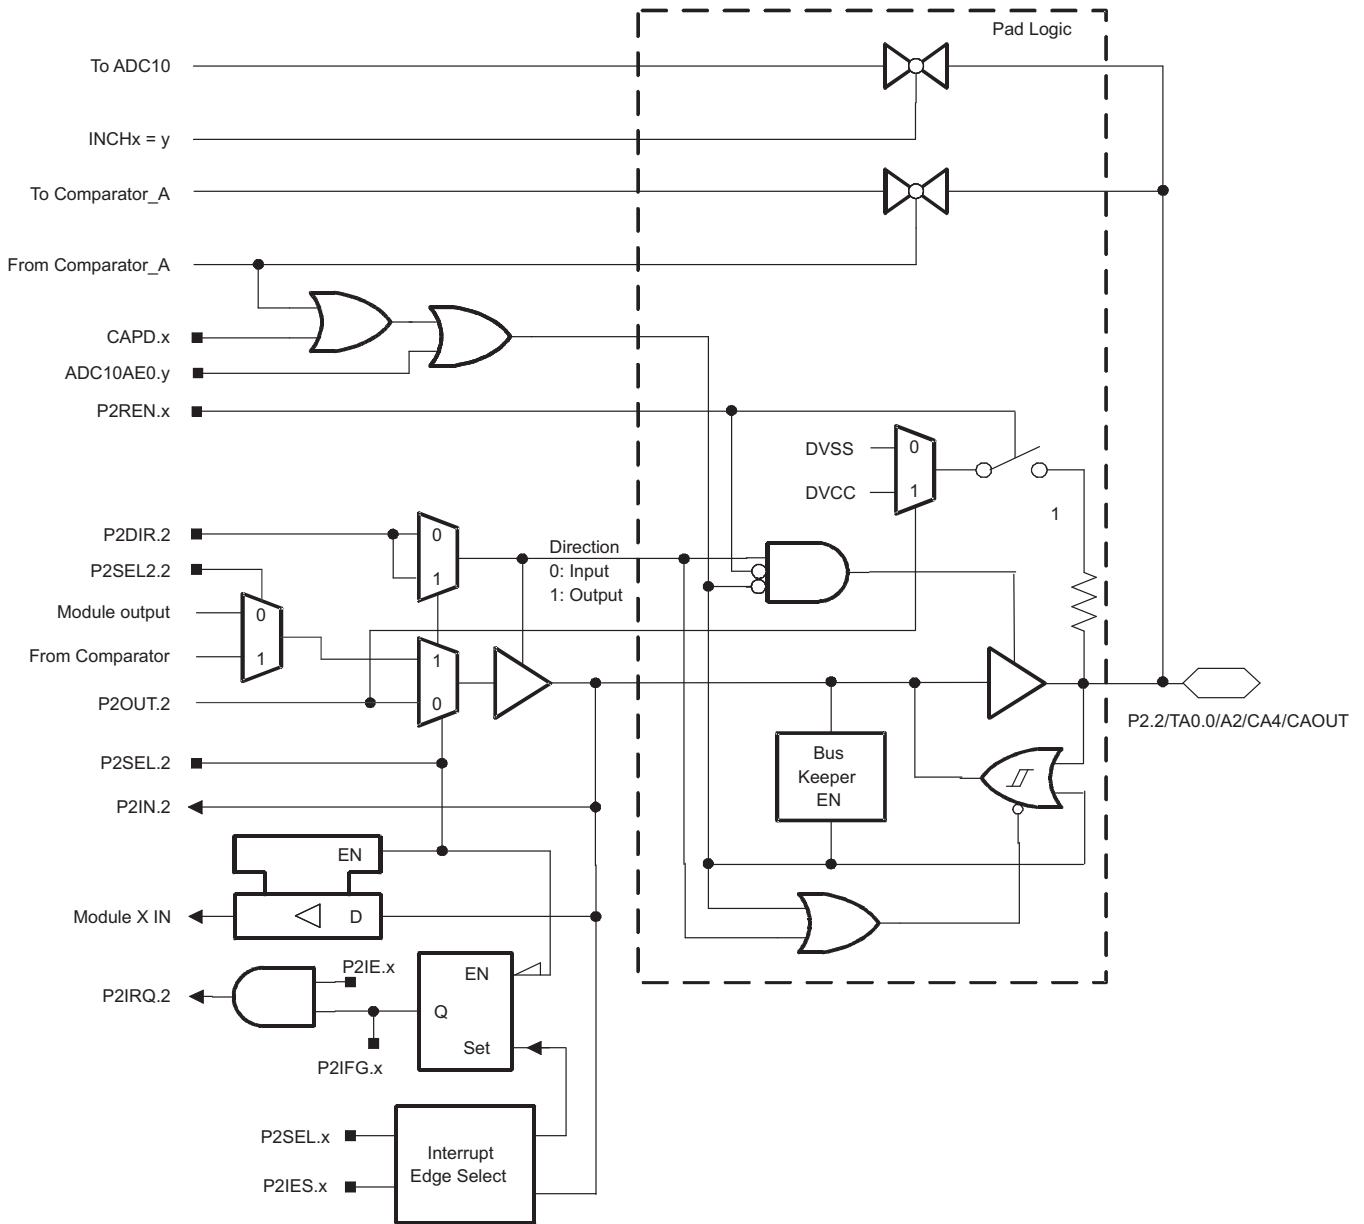 Pad Logic
To ADC10
INCHx = y
To Comparator_A
From Comparator_A
CAPD.x
ADC10AE0.y
P2REN.x
DVSS
0
DVCC
1
1
P2DIR.2
0
Direction
0: Input
1: Output
P2SEL2.2
1
Module output
0
From Comparator
1
1
P2OUT.2
0
P2.2/TA0.0/A2/CA4/CAOUT
P2SEL.2
Bus
Keeper
EN
P2IN.2
EN
Module X IN
D
P2IE.x
EN
P2IRQ.2
Q
Set
P2IFG.x
P2SEL.x
Interrupt
Edge Select
P2IES.x